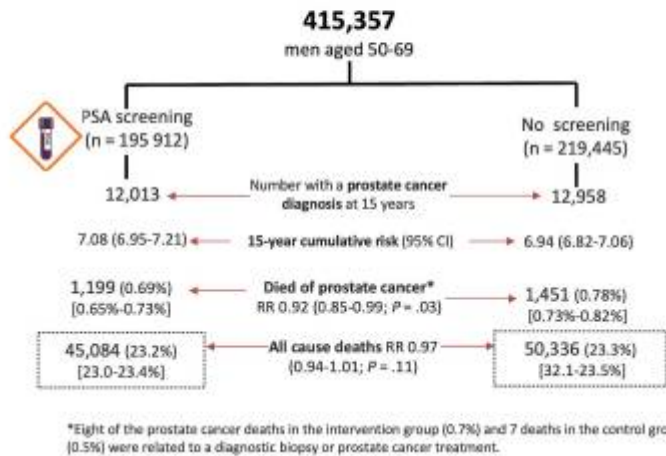 415,357
men aged 50-69
PSA screening
(n = 195 912)
No screening
(n = 219,445)
12,013
Number with a prostate cancer
diagnosis at 15 years
12,958
7.08 (6.95-7.21)
15-year cumulative risk (95% CI)
6.94 (6.82-7.06)
1,199 (0.69%)
[0.65%-0.73%]
Died of prostate cancer*
RR 0.92 (0.85-0.99; P = .03)
1,451 (0.78%)
[0.73%-0.82%]
45,084 (23.2%)
[23.0-23.4%]
All cause deaths RR 0.97
(0.94-1.01; P = .11)
50,336 (23.3%)
[32.1-23.5%]
*Eight of the prostate cancer deaths in the intervention group (0.7%) and 7 deaths in the control gro
(0.5%) were related to a diagnostic biopsy or prostate cancer treatment.